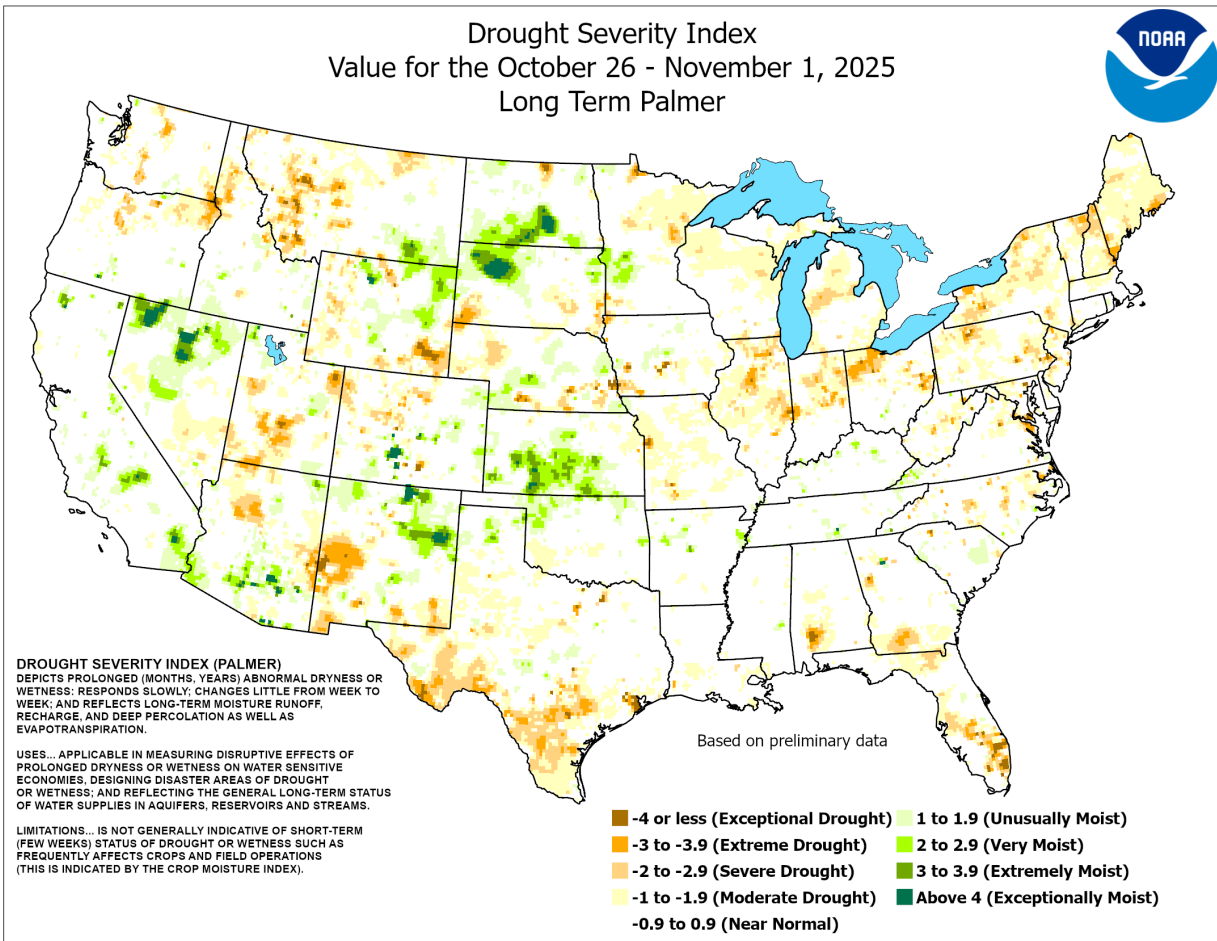 Drought Severity Index
Value for the October 26 - November 1, 2025
Long Term Palmer
NOAA
DROUGHT SEVERITY INDEX (PALMER)
DEPICTS PROLONGED (MONTHS, YEARS) ABNORMAL DRYNESS OR
WETNESS: RESPONDS SLOWLY; CHANGES LITTLE FROM WEEK TO
WEEK; AND REFLECTS LONG-TERM MOISTURE RUNOFF,
RECHARGE, AND DEEP PERCOLATION AS WELL AS
EVAPOTRANSPIRATION.
USES... APPLICABLE IN MEASURING DISRUPTIVE EFFECTS OF
PROLONGED DRYNESS OR WETNESS ON WATER SENSITIVE
ECONOMIES, DESIGNING DISASTER AREAS OF DROUGHT
OR WETNESS; AND REFLECTING THE GENERAL LONG-TERM STATUS
OF WATER SUPPLIES IN AQUIFERS, RESERVOIRS AND STREAMS.
LIMITATIONS... IS NOT GENERALLY INDICATIVE OF SHORT-TERM
(FEW WEEKS) STATUS OF DROUGHT OR WETNESS SUCH AS
FREQUENTLY AFFECTS CROPS AND FIELD OPERATIONS
(THIS IS INDICATED BY THE CROP MOISTURE INDEX).
Based on preliminary data
-4 or less (Exceptional Drought)
-3 to -3.9 (Extreme Drought)
-2 to -2.9 (Severe Drought)
-1 to -1.9 (Moderate Drought)
-0.9 to 0.9 (Near Normal)
1 to 1.9 (Unusually Moist)
2 to 2.9 (Very Moist)
3 to 3.9 (Extremely Moist)
Above 4 (Exceptionally Moist)